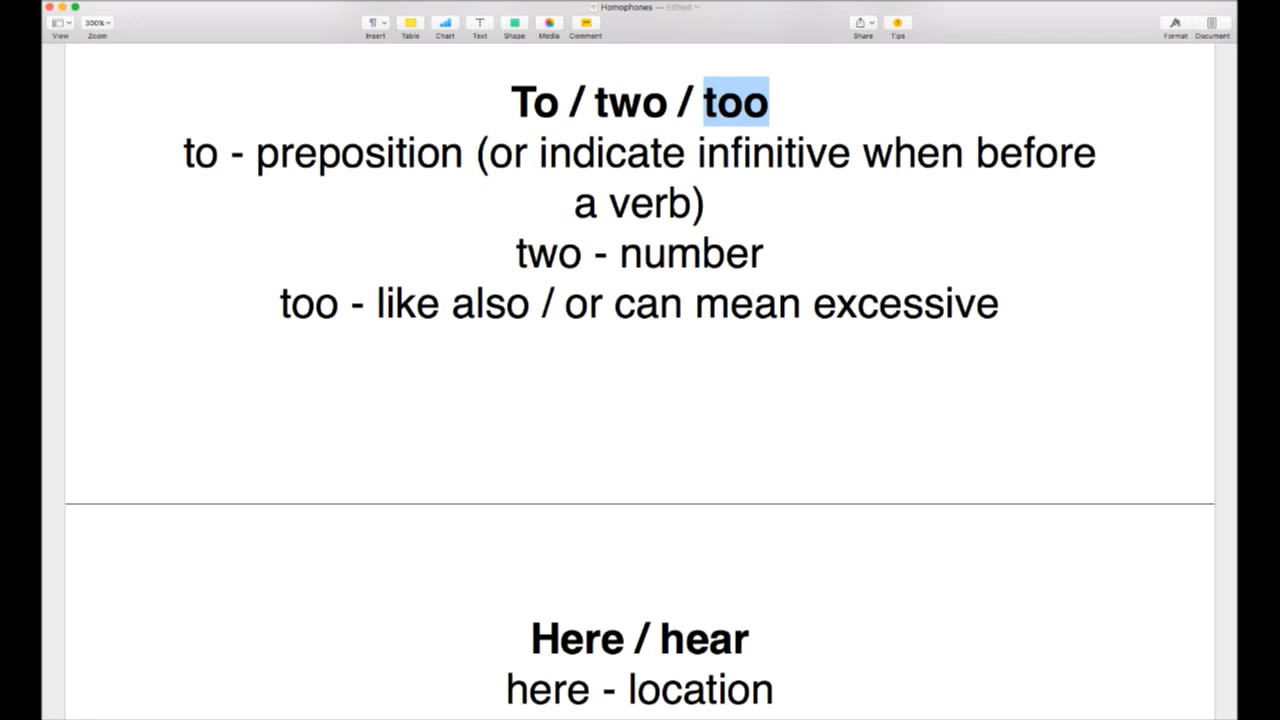 Homophones — Edited
300%
View
Zoom
Insert
Table
Chart
Text
Shape
Media
Comment
Share
Tips
Format
Document
To / two / too
to - preposition (or indicate infinitive when before
a verb)
two - number
too - like also / or can mean excessive
Here / hear
here - location